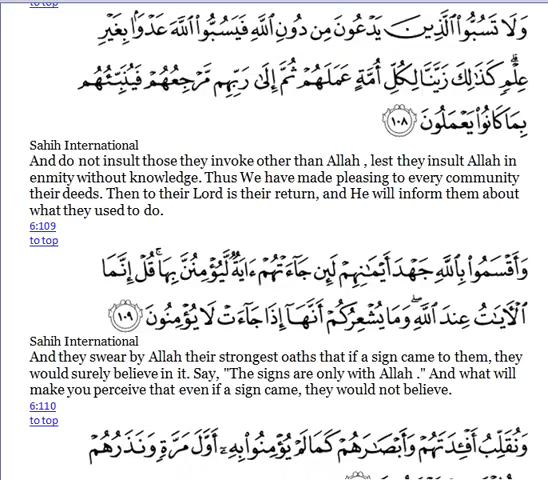 to top
وَلَا تَسُبُّوا۟ ٱلَّذِينَ يَدْعُونَ مِن دُونِ ٱللَّهِ فَيَسُبُّوا۟ ٱللَّهَ عَدْوًۢا بِغَيْرِ
عِلْمٍ ۗ كَذَٰلِكَ زَيَّنَّا لِكُلِّ أُمَّةٍ عَمَلَهُمْ ثُمَّ إِلَىٰ رَبِّهِم مَّرْجِعُهُمْ فَيُنَبِّئُهُم
بِمَا كَانُوا۟ يَعْمَلُونَ ١٠٨
Sahih International
And do not insult those they invoke other than Allah , lest they insult Allah in
enmity without knowledge. Thus We have made pleasing to every community
their deeds. Then to their Lord is their return, and He will inform them about
what they used to do.
6:109
to top
وَأَقْسَمُوا۟ بِٱللَّهِ جَهْدَ أَيْمَٰنِهِمْ لَئِن جَآءَتْهُمْ ءَايَةٌ لَّيُؤْمِنُنَّ بِهَا ۚ قُلْ إِنَّمَا
ٱلْءَايَٰتُ عِندَ ٱللَّهِ ۖ وَمَا يُشْعِرُكُمْ أَنَّهَآ إِذَا جَآءَتْ لَا يُؤْمِنُونَ ١٠٩
Sahih International
And they swear by Allah their strongest oaths that if a sign came to them, they
would surely believe in it. Say, "The signs are only with Allah ." And what will
make you perceive that even if a sign came, they would not believe.
6:110
to top
وَنُقَلِّبُ أَفْـِٔدَتَهُمْ وَأَبْصَٰرَهُمْ كَمَا لَمْ يُؤْمِنُوا۟ بِهِۦٓ أَوَّلَ مَرَّةٍ وَنَذَرُهُمْ